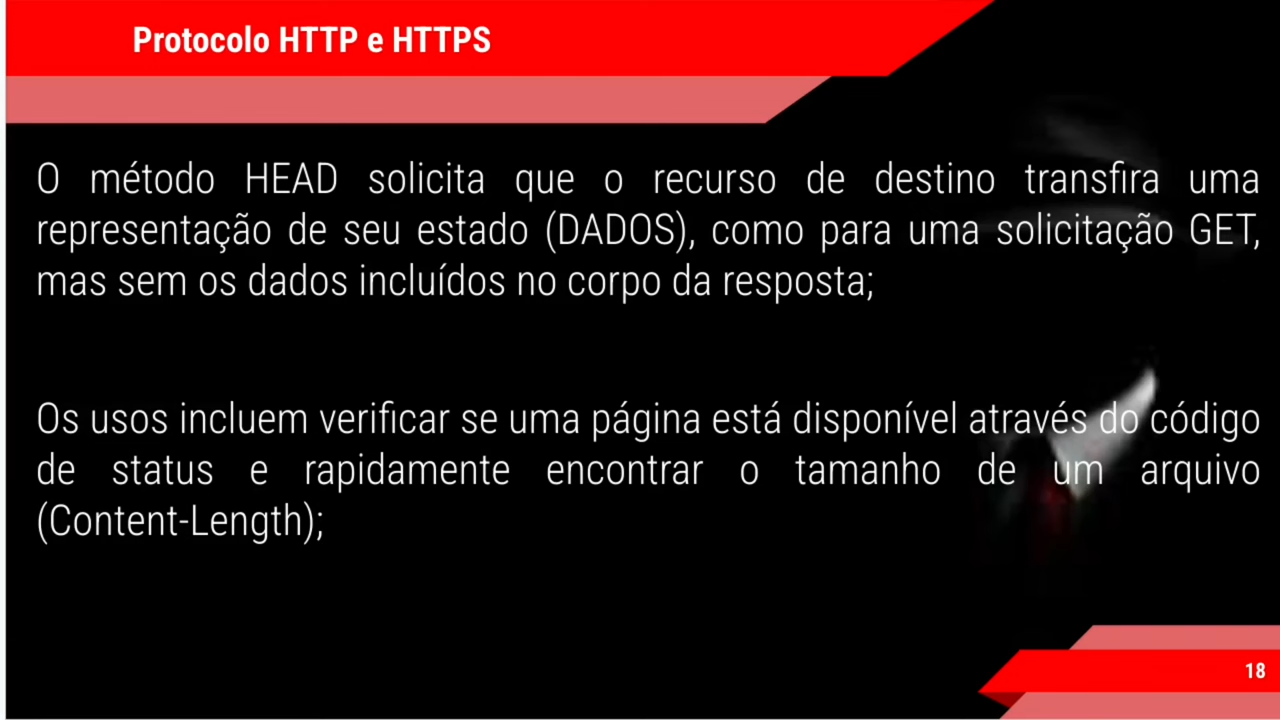 Protocolo HTTP e HTTPS
O método HEAD solicita que o recurso de destino transfira uma
representação de seu estado (DADOS), como para uma solicitação GET,
mas sem os dados incluídos no corpo da resposta;
Os usos incluem verificar se uma página está disponível através do código
de status e rapidamente encontrar o tamanho de um arquivo
(Content-Length);
18